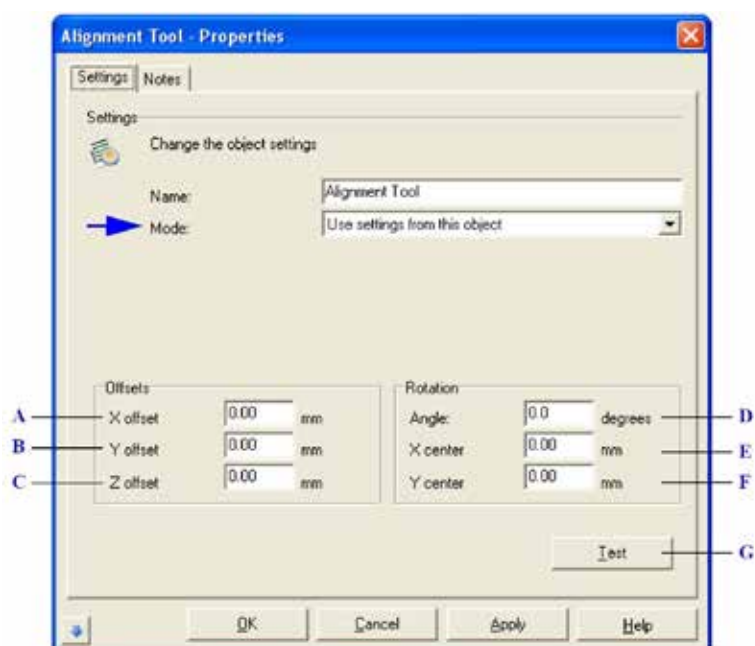 Alignment Tool - Properties
Settings Notes
Settings
Change the object settings
Name: Alignment Tool
Mode: Use settings from this object
Offsets Rotation
A X offset 0.00 mm Angle: 0.0 degrees D
B Y offset 0.00 mm X center 0.00 mm E
C Z offset 0.00 mm Y center 0.00 mm F
Test G
OK Cancel Apply Help